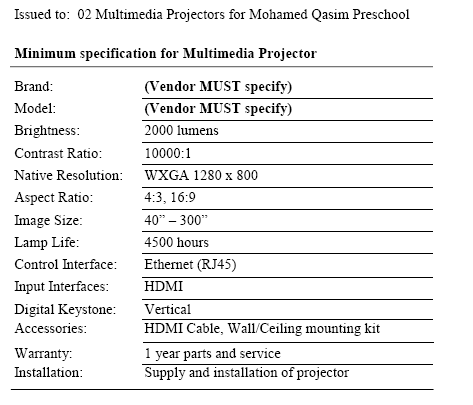 Issued to:  02 Multimedia Projectors for Mohamed Qasim Preschool
Minimum specification for Multimedia Projector
Brand: (Vendor MUST specify)
Model: (Vendor MUST specify)
Brightness: 2000 lumens
Contrast Ratio: 10000:1
Native Resolution: WXGA 1280 x 800
Aspect Ratio: 4:3, 16:9
Image Size: 40” – 300”
Lamp Life: 4500 hours
Control Interface: Ethernet (RJ45)
Input Interfaces: HDMI
Digital Keystone: Vertical
Accessories: HDMI Cable, Wall/Ceiling mounting kit
Warranty: 1 year parts and service
Installation: Supply and installation of projector